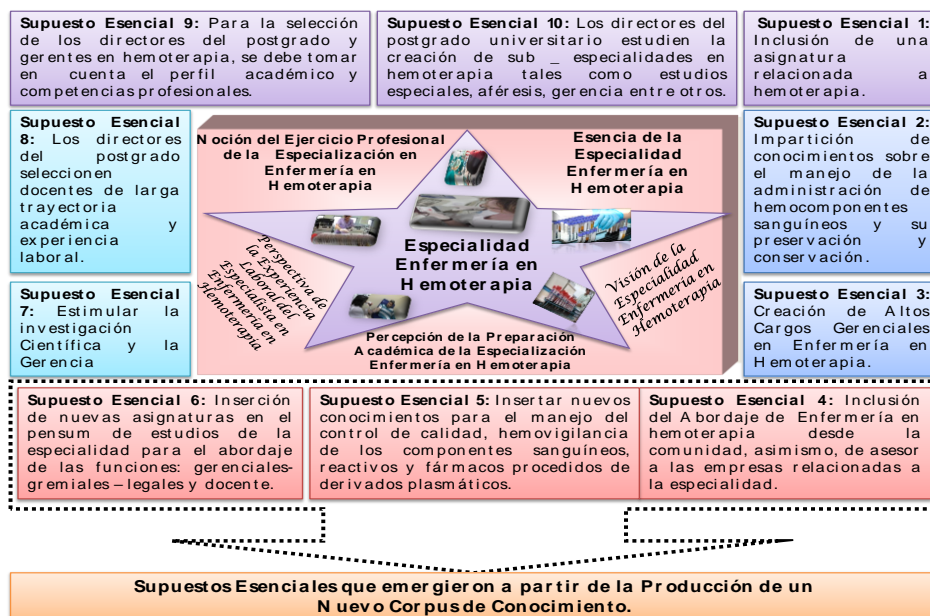 Supuesto Esencial 9: Para la selección
de los directores del postgrado y
gerentes en hemoterapia, se debe tomar
en cuenta el perfil académico y
competencias profesionales.
Supuesto Esencial 10: Los directores del
postgrado universitario estudien la
creación de sub _ especialidades en
hemoterapia tales como estudios
especiales, aféresis, gerencia entre otros.
Supuesto Esencial 1:
Inclusión de una
asignatura
relacionada a
hemoterapia.
Supuesto Esencial
8: Los directores
del postgrado
seleccionen
docentes de larga
trayectoria
académica y
experiencia
laboral.
Noción del Ejercicio Profesional
de la Especialización en
Enfermería en
Hemoterapia
Esencia de la
Especialidad
Enfermería en
Hemoterapia
Supuesto Esencial 2:
Impartición de
conocimientos sobre
el manejo de la
administración de
hemocomponentes
sanguíneos y su
preservación y
conservación.
Especialidad
Enfermería en
Hemoterapia
Perspectiva de
la Experiencia
Laboral del
Especialista en
Enfermería en
Hemoterapia
Visión de la
Especialidad
Enfermería en
Hemoterapia
Percepción de la Preparación
Académica de la Especialización
Enfermería en Hemoterapia
Supuesto Esencial
7: Estimular la
investigación
Científica y la
Gerencia
Supuesto Esencial 3:
Creación de Altos
Cargos Gerenciales
en Enfermería en
Hemoterapia.
Supuesto Esencial 6: Inserción
de nuevas asignaturas en el
pensum de estudios de la
especialidad para el abordaje
de las funciones: gerenciales-
gremiales – legales y docente.
Supuesto Esencial 5: Insertar nuevos
conocimientos para el manejo del
control de calidad, hemovigilancia
de los componentes sanguíneos,
reactivos y fármacos procedidos de
derivados plasmáticos.
Supuesto Esencial 4: Inclusión
del Abordaje de Enfermería en
hemoterapia desde la
comunidad, asimismo, de asesor
a las empresas relacionadas a
la especialidad.
Supuestos Esenciales que emergieron a partir de la Producción de un
Nuevo Corpus de Conocimiento.